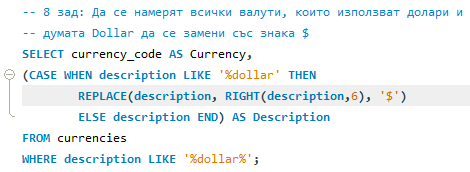 -- 8 зад: Да се намерят всички валути, които използват долари и
-- думата Dollar да се замени със знака $
SELECT currency_code AS Currency,
(CASE WHEN description LIKE '%dollar' THEN
REPLACE(description, RIGHT(description,6), '$')
ELSE description END) AS Description
FROM currencies
WHERE description LIKE '%dollar%';